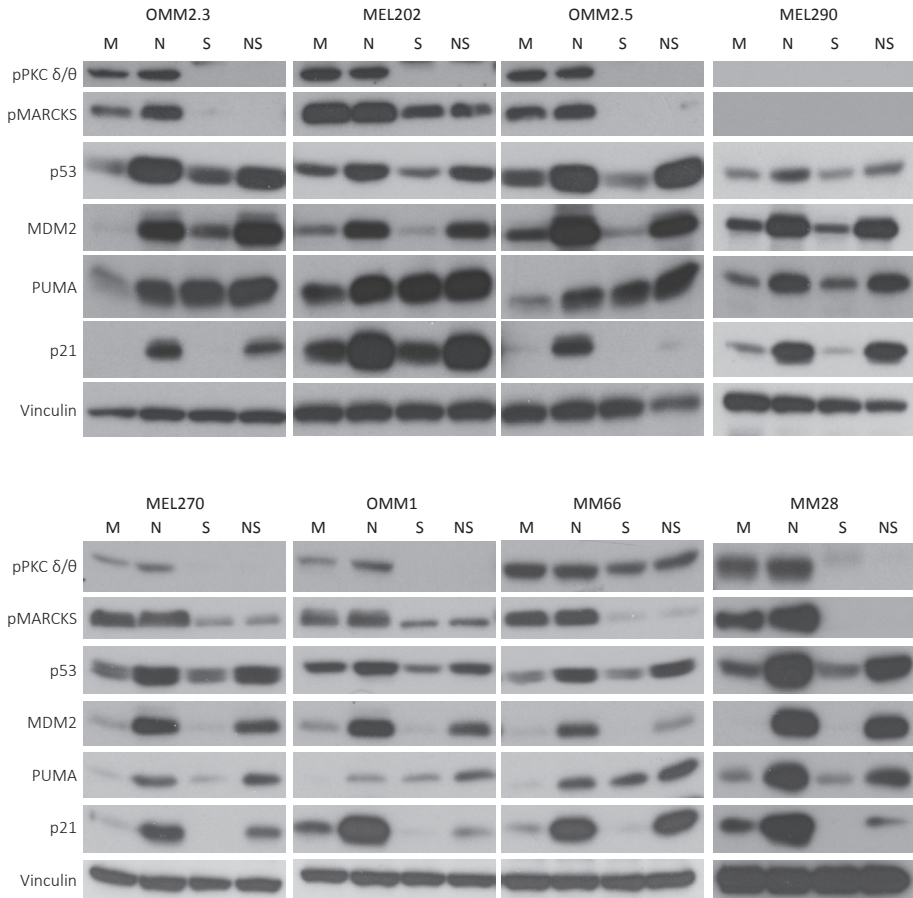 OMM2.3 MEL202 OMM2.5 MEL290
M N S NS M N S NS M N S NS M N S NS
pPKC δ/θ
pMARCKS
p53
MDM2
PUMA
p21
Vinculin
MEL270 OMM1 MM66 MM28
M N S NS M N S NS M N S NS M N S NS
pPKC δ/θ
pMARCKS
p53
MDM2
PUMA
p21
Vinculin